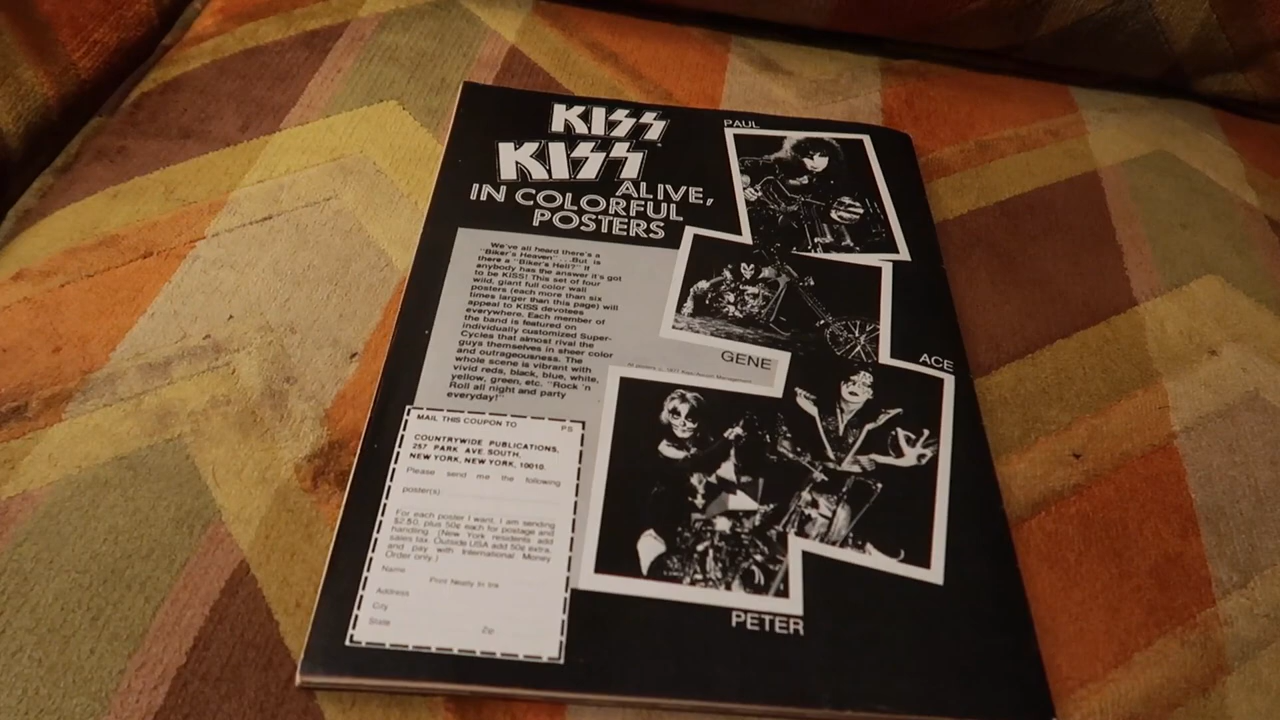 KISS
KISS
ALIVE,
IN COLORFUL
POSTERS
We've all heard there's a
"Biker's Heaven" ...But is
there a "Biker's Hell?" If
anybody has the answer it's got
to be KISS! This set of four
wild, giant full color wall
posters (each more than six
times larger than this page) will
appeal to KISS devotees
everywhere. Each member of
the band is featured on
individually customized Super-
Cycles that almost rival the
guys themselves in sheer color
and outrageousness. The
whole scene is vibrant with
vivid reds, black, blue, white,
yellow, green, etc. "Rock 'n
Roll all night and party
everyday!"
PAUL
GENE
ACE
PETER
MAIL THIS COUPON TO
PS
COUNTRYWIDE PUBLICATIONS,
257 PARK AVE. SOUTH,
NEW YORK, NEW YORK, 10010.
Please send me the following
poster(s)
For each poster I want, I am sending
$2.50, plus 50¢ each for postage and
handling. (New York residents add
sales tax. Outside USA add 50¢ extra,
and pay with International Money
Order only.)
Name
Print Neatly In Ink
Address
City
State Zip